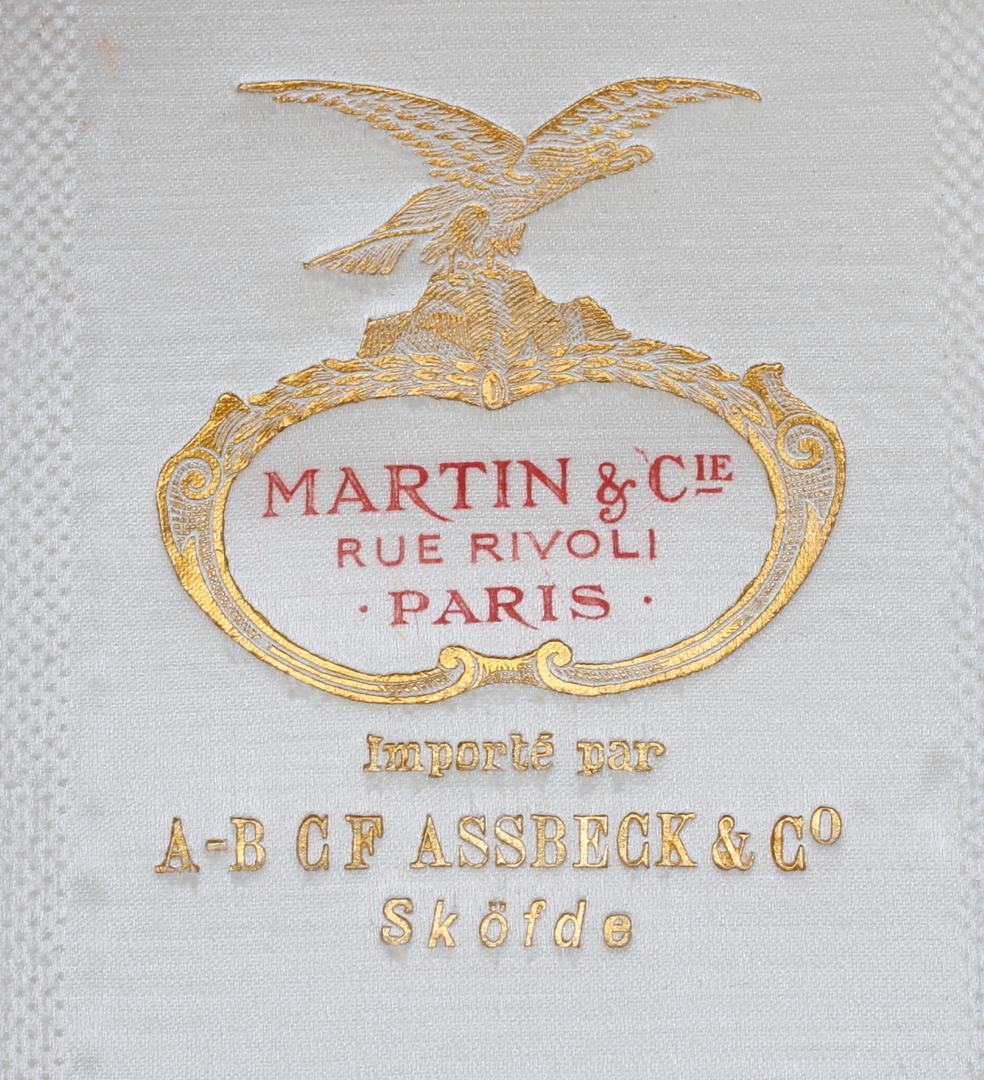 MARTIN & CIE
RUE RIVOLI
· PARIS ·
Importé par
A-B C F ASSBECK & Co
Sköfde